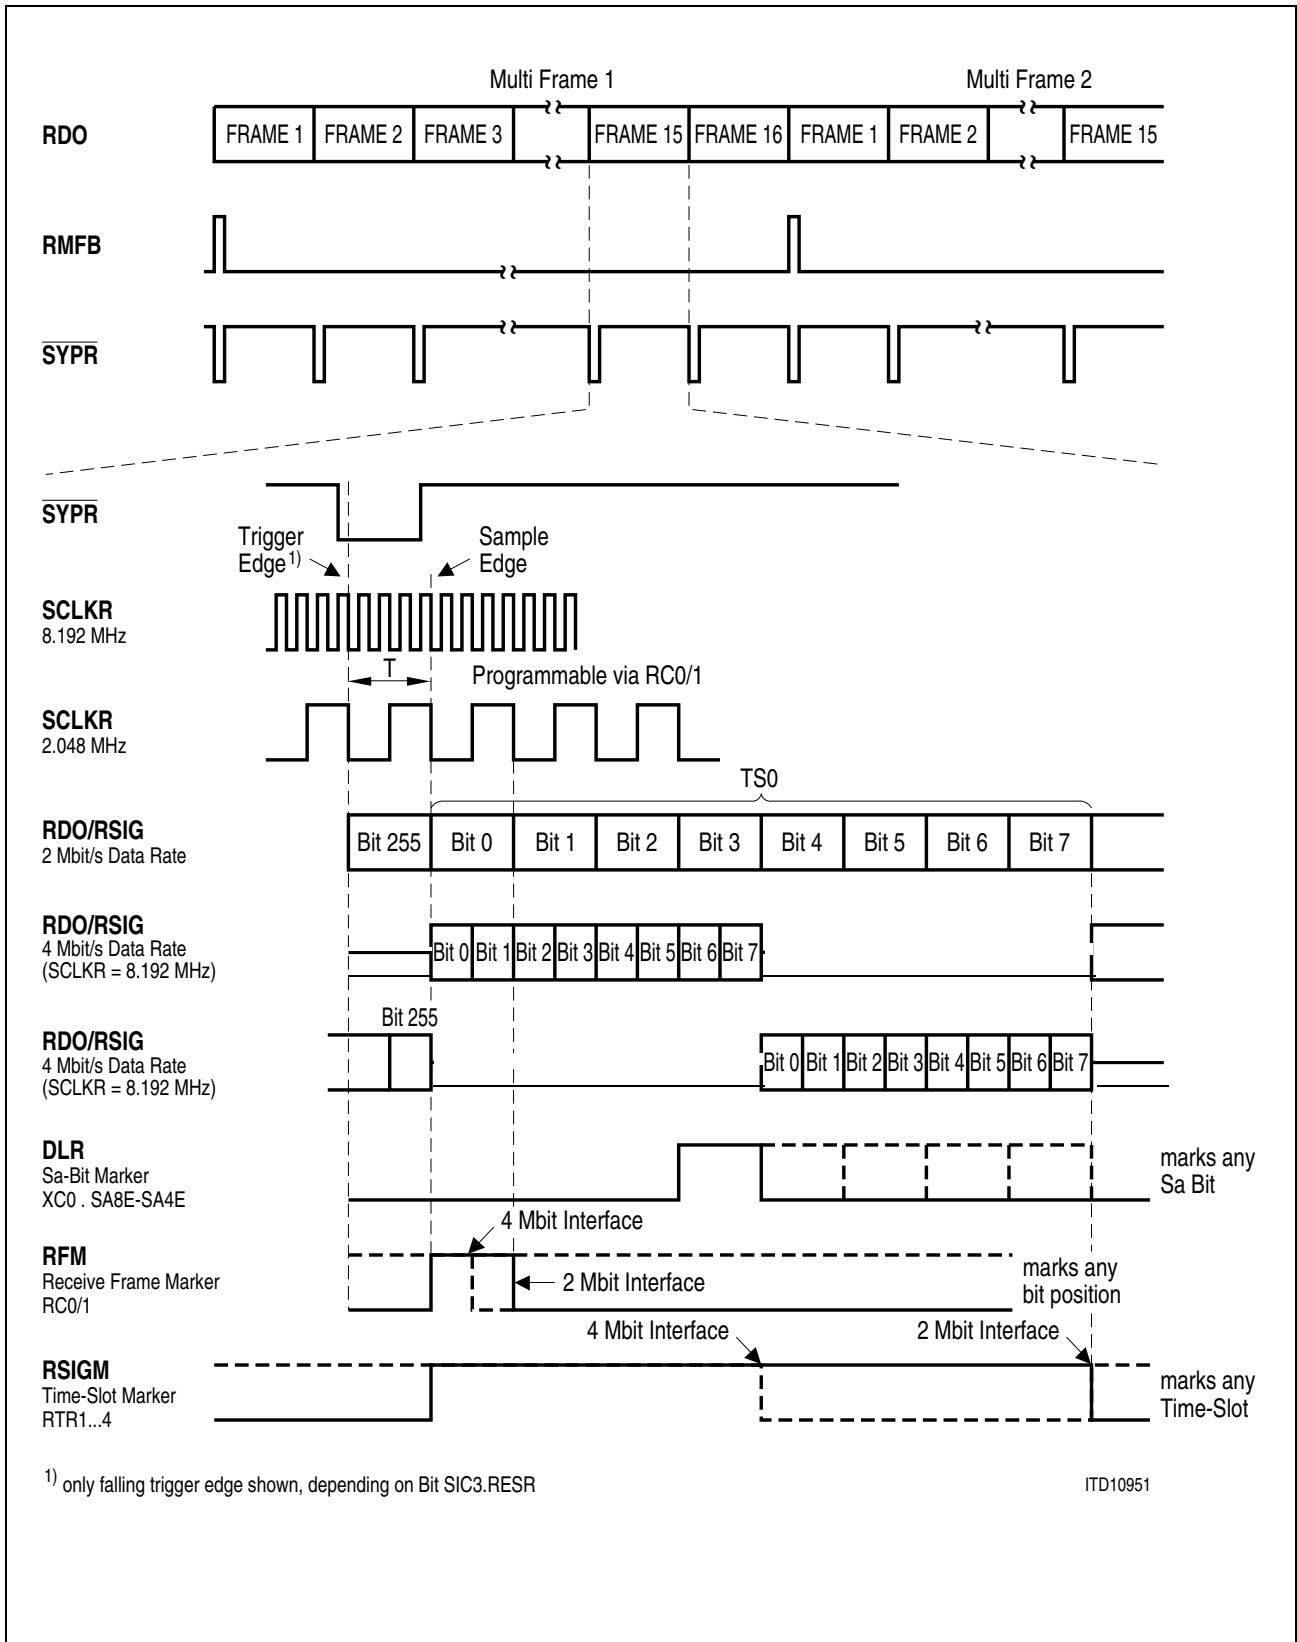 Multi Frame 1 Multi Frame 2
RDO FRAME 1 FRAME 2 FRAME 3 FRAME 15 FRAME 16 FRAME 1 FRAME 2 FRAME 15
RMFB
SYPR
SYPR
Trigger
Edge 1)
Sample
Edge
SCLKR
8.192 MHz
T Programmable via RC0/1
SCLKR
2.048 MHz
TS0
RDO/RSIG
2 Mbit/s Data Rate
Bit 255 Bit 0 Bit 1 Bit 2 Bit 3 Bit 4 Bit 5 Bit 6 Bit 7
RDO/RSIG
4 Mbit/s Data Rate
(SCLKR = 8.192 MHz)
Bit 0 Bit 1 Bit 2 Bit 3 Bit 4 Bit 5 Bit 6 Bit 7
Bit 255
RDO/RSIG
4 Mbit/s Data Rate
(SCLKR = 8.192 MHz)
Bit 0 Bit 1 Bit 2 Bit 3 Bit 4 Bit 5 Bit 6 Bit 7
DLR
Sa-Bit Marker
XC0 . SA8E-SA4E
marks any
Sa Bit
4 Mbit Interface
RFM
Receive Frame Marker
RC0/1
2 Mbit Interface
marks any
bit position
4 Mbit Interface 2 Mbit Interface
RSIGM
Time-Slot Marker
RTR1...4
marks any
Time-Slot
1) only falling trigger edge shown, depending on Bit SIC3.RESR
ITD10951